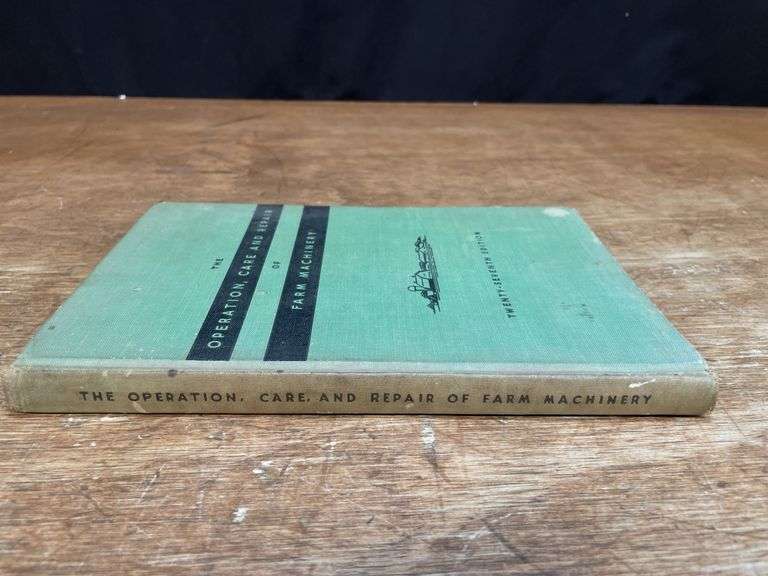 THE
OPERATION, CARE AND REPAIR
OF
FARM MACHINERY
TWENTY-SEVENTH EDITION
THE OPERATION, CARE, AND REPAIR OF FARM MACHINERY